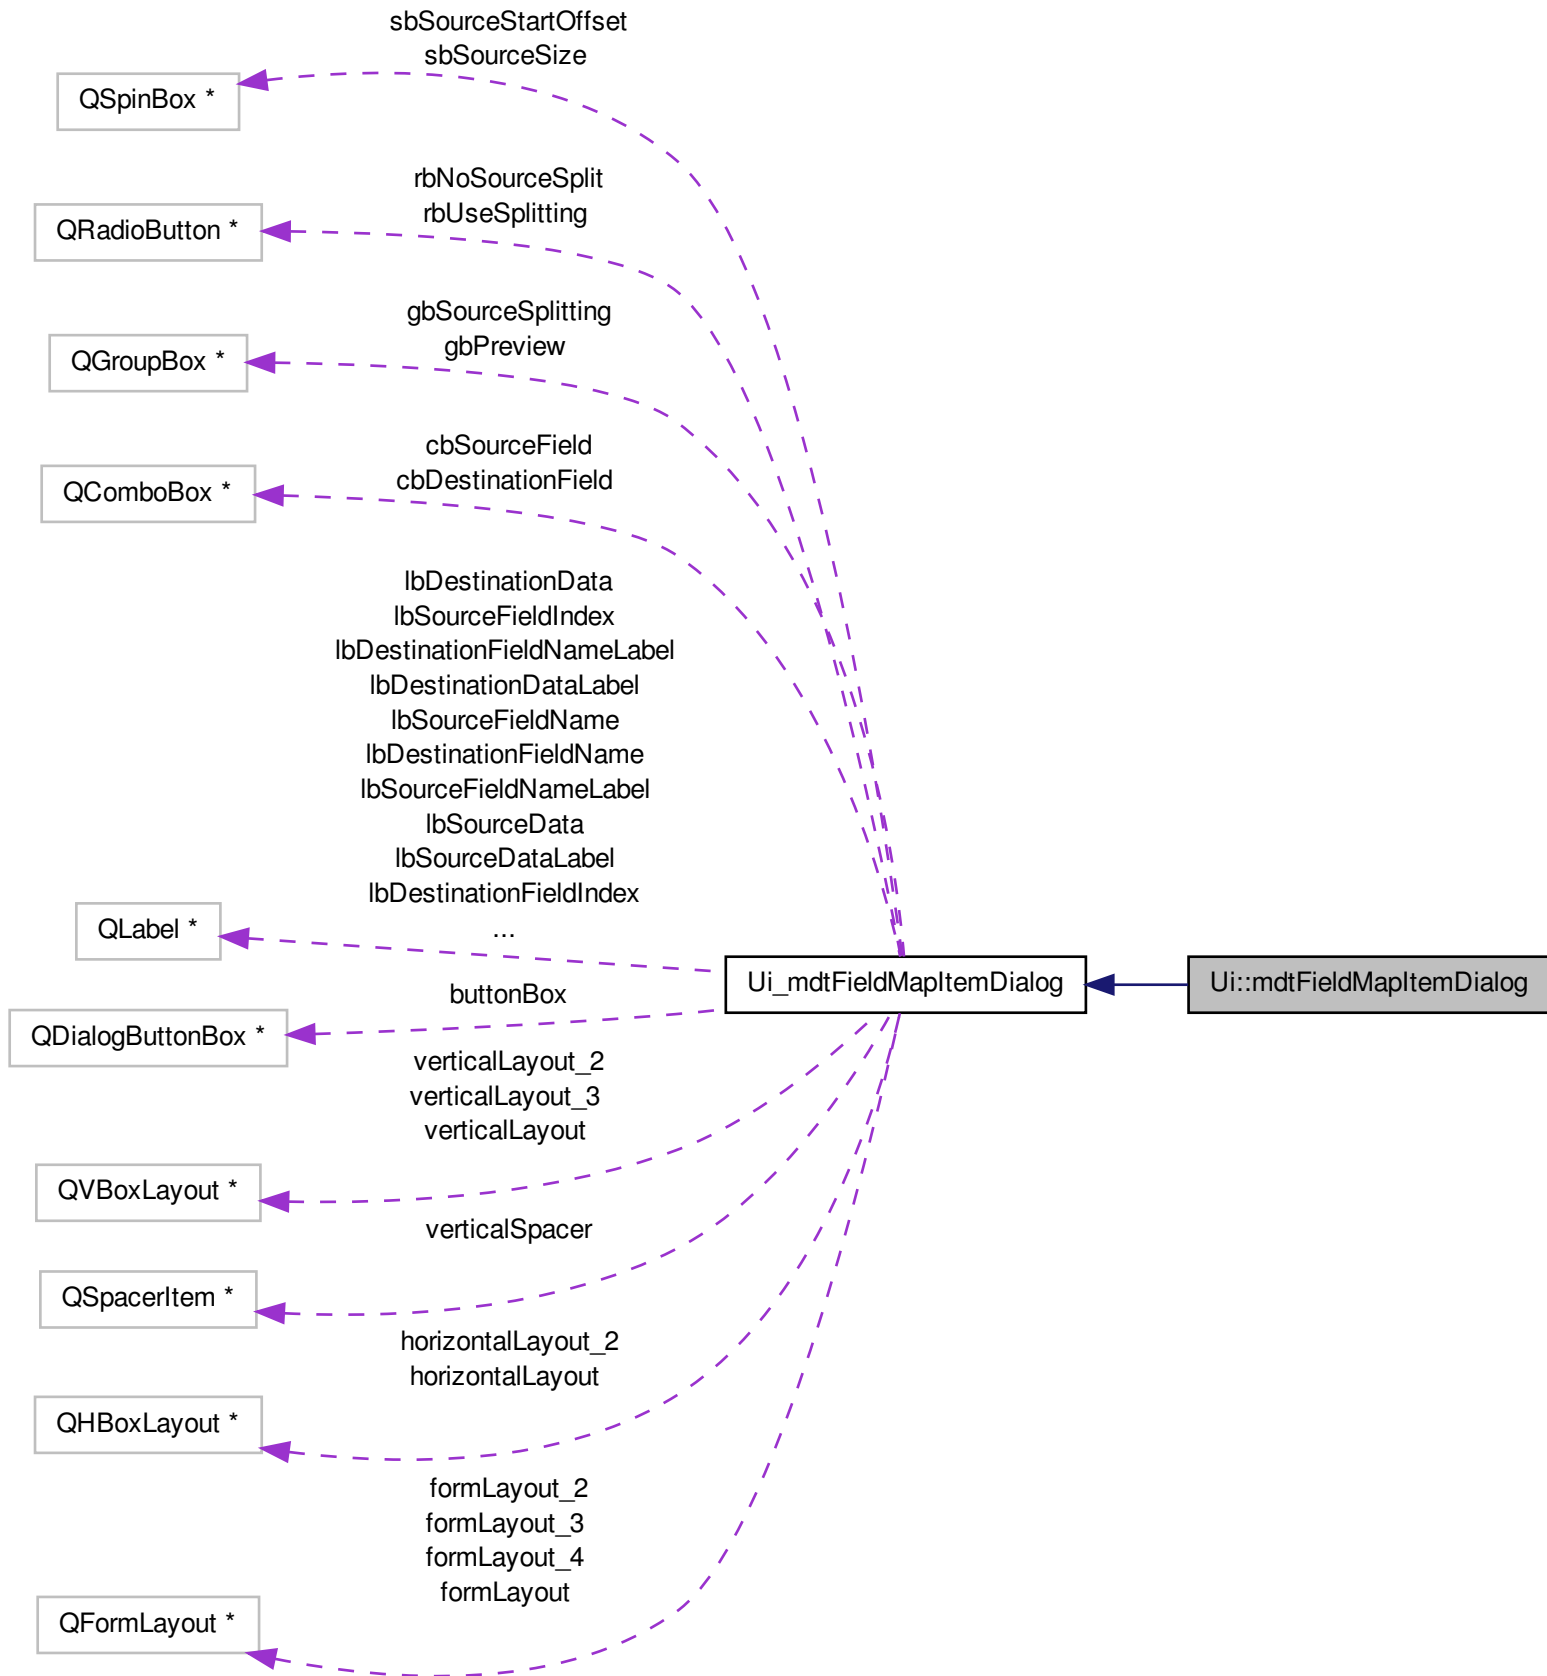 sbSourceStartOffset
sbSourceSize
QSpinBox *
rbNoSourceSplit
rbUseSplitting
QRadioButton *
gbSourceSplitting
gbPreview
QGroupBox *
cbSourceField
cbDestinationField
QComboBox *
lbDestinationData
lbSourceFieldIndex
lbDestinationFieldNameLabel
lbDestinationDataLabel
lbSourceFieldName
lbDestinationFieldName
lbSourceFieldNameLabel
lbSourceData
lbSourceDataLabel
lbDestinationFieldIndex
...
QLabel *
Ui_mdtFieldMapItemDialog
Ui::mdtFieldMapItemDialog
buttonBox
QDialogButtonBox *
verticalLayout_2
verticalLayout_3
verticalLayout
QVBoxLayout *
verticalSpacer
QSpacerItem *
horizontalLayout_2
horizontalLayout
QHBoxLayout *
formLayout_2
formLayout_3
formLayout_4
formLayout
QFormLayout *